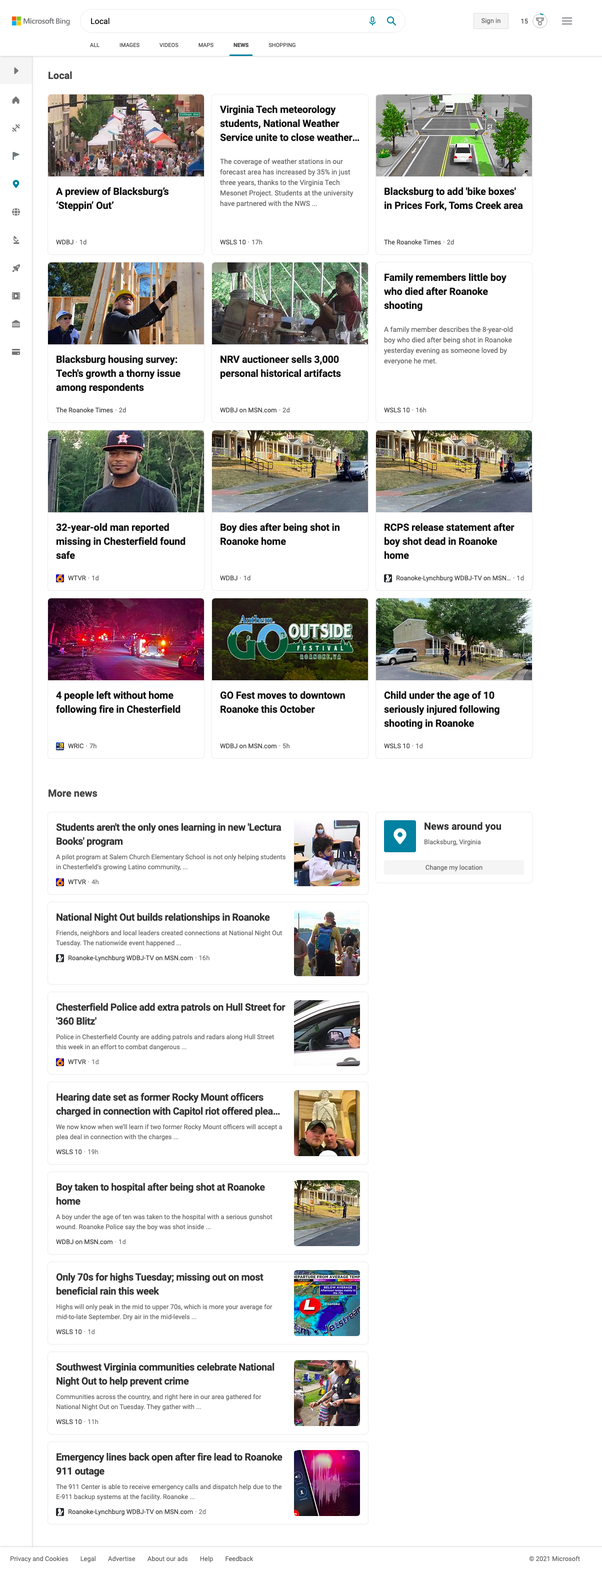 Microsoft Bing
Local
Sign in
15
ALL
IMAGES
VIDEOS
MAPS
NEWS
SHOPPING
Local
A preview of Blacksburg's
'Steppin' Out'
WDBJ · 1d
Virginia Tech meteorology
students, National Weather
Service unite to close weather...
The coverage of weather stations in our
forecast area has increased by 35% in just
three years, thanks to the Virginia Tech
Mesonet Project. Students at the university
have partnered with the NWS ...
WSLS 10 · 17h
Blacksburg to add 'bike boxes'
in Prices Fork, Toms Creek area
The Roanoke Times · 2d
Blacksburg housing survey:
Tech's growth a thorny issue
among respondents
The Roanoke Times · 2d
NRV auctioneer sells 3,000
personal historical artifacts
WDBJ on MSN.com · 2d
Family remembers little boy
who died after Roanoke
shooting
A family member describes the 8-year-old
boy who died after being shot in Roanoke
yesterday evening as someone loved by
everyone he met.
WSLS 10 · 16h
32-year-old man reported
missing in Chesterfield found
safe
WTVR · 1d
Boy dies after being shot in
Roanoke home
WDBJ · 1d
RCPS release statement after
boy shot dead in Roanoke
home
Roanoke-Lynchburg WDBJ-TV on MSN... · 1d
4 people left without home
following fire in Chesterfield
WRIC · 7h
Anthem
GO OUTSIDE
FESTIVAL
ROANOKE, VA
GO Fest moves to downtown
Roanoke this October
WDBJ on MSN.com · 5h
Child under the age of 10
seriously injured following
shooting in Roanoke
WSLS 10 · 1d
More news
Students aren't the only ones learning in new 'Lectura
Books' program
A pilot program at Salem Church Elementary School is not only helping students
in Chesterfield's growing Latino community, ...
WTVR · 4h
News around you
Blacksburg, Virginia
Change my location
National Night Out builds relationships in Roanoke
Friends, neighbors and local leaders created connections at National Night Out
Tuesday. The nationwide event happened ...
Roanoke-Lynchburg WDBJ-TV on MSN.com · 16h
Chesterfield Police add extra patrols on Hull Street for
'360 Blitz'
Police in Chesterfield County are adding patrols and radars along Hull Street
this week in an effort to combat dangerous ...
WTVR · 1d
Hearing date set as former Rocky Mount officers
charged in connection with Capitol riot offered plea...
We now know when we'll learn if two former Rocky Mount officers will accept a
plea deal in connection with the charges ...
WSLS 10 · 19h
Boy taken to hospital after being shot at Roanoke
home
A boy under the age of ten was taken to the hospital with a serious gunshot
wound. Roanoke Police say the boy was shot inside ...
WDBJ on MSN.com · 1d
Only 70s for highs Tuesday; missing out on most
beneficial rain this week
Highs will only peak in the mid to upper 70s, which is more your average for
mid-to-late September. Dry air in the mid-levels ...
WSLS 10 · 1d
DEPARTURE FROM AVERAGE TEMP
BELOW AVERAGE
L
Jet stream
Southwest Virginia communities celebrate National
Night Out to help prevent crime
Communities across the country, and right here in our area gathered for
National Night Out on Tuesday. They gather with ...
WSLS 10 · 11h
Emergency lines back open after fire lead to Roanoke
911 outage
The 911 Center is able to receive emergency calls and dispatch help due to the
E-911 backup systems at the facility. Roanoke ...
Roanoke-Lynchburg WDBJ-TV on MSN.com · 2d
Privacy and Cookies
Legal
Advertise
About our ads
Help
Feedback
© 2021 Microsoft